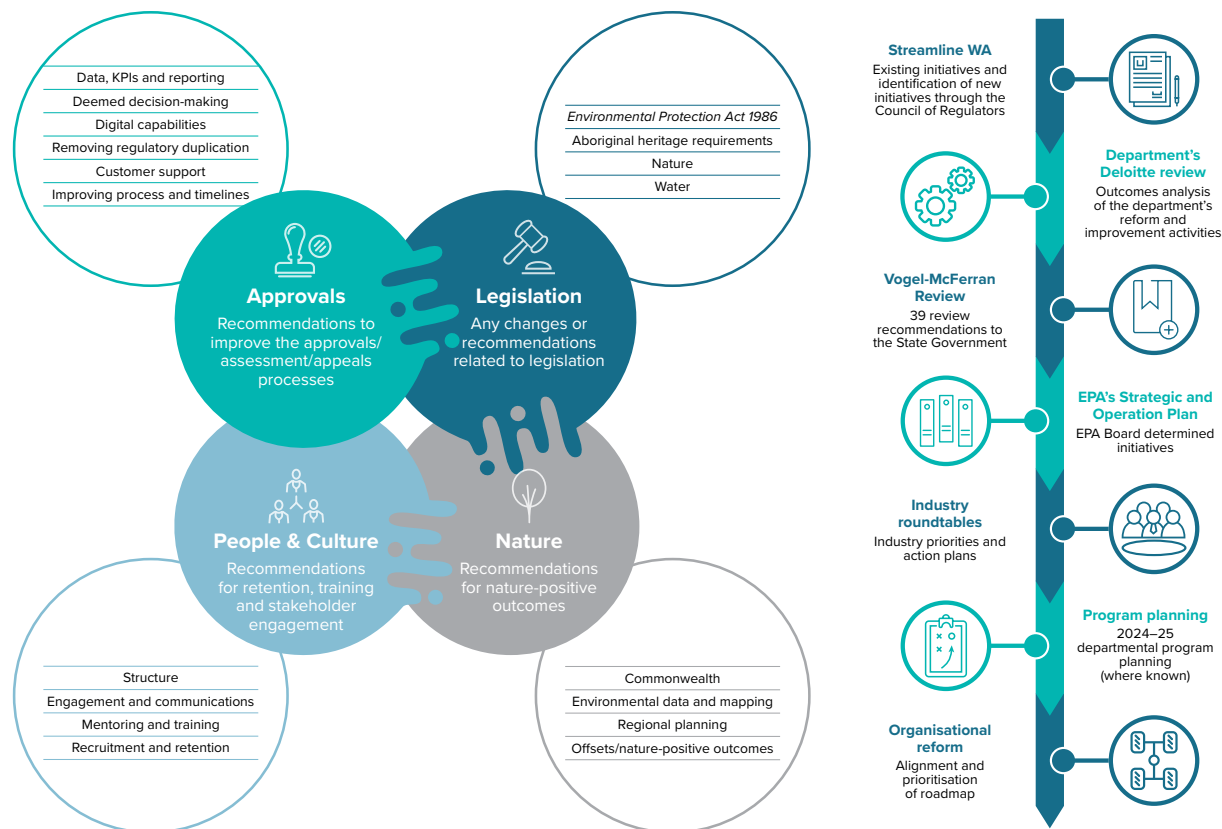 Data, KPIs and reporting
Deemed decision-making
Digital capabilities
Removing regulatory duplication
Customer support
Improving process and timelines
Environmental Protection Act 1986
Aboriginal heritage requirements
Nature
Water
Approvals
Recommendations to
improve the approvals/
assessment/appeals
processes
Legislation
Any changes or
recommendations
related to legislation
People & Culture
Recommendations
for retention, training
and stakeholder
engagement
Nature
Recommendations
for nature-positive
outcomes
Structure
Engagement and communications
Mentoring and training
Recruitment and retention
Commonwealth
Environmental data and mapping
Regional planning
Offsets/nature-positive outcomes
Streamline WA
Existing initiatives and
identification of new
initiatives through the
Council of Regulators
Department's
Deloitte review
Outcomes analysis
of the department's
reform and
improvement activities
Vogel-McFerran
Review
39 review
recommendations to
the State Government
EPA's Strategic and
Operation Plan
EPA Board determined
initiatives
Industry
roundtables
Industry priorities and
action plans
Program planning
2024–25
departmental program
planning
(where known)
Organisational
reform
Alignment and
prioritisation
of roadmap